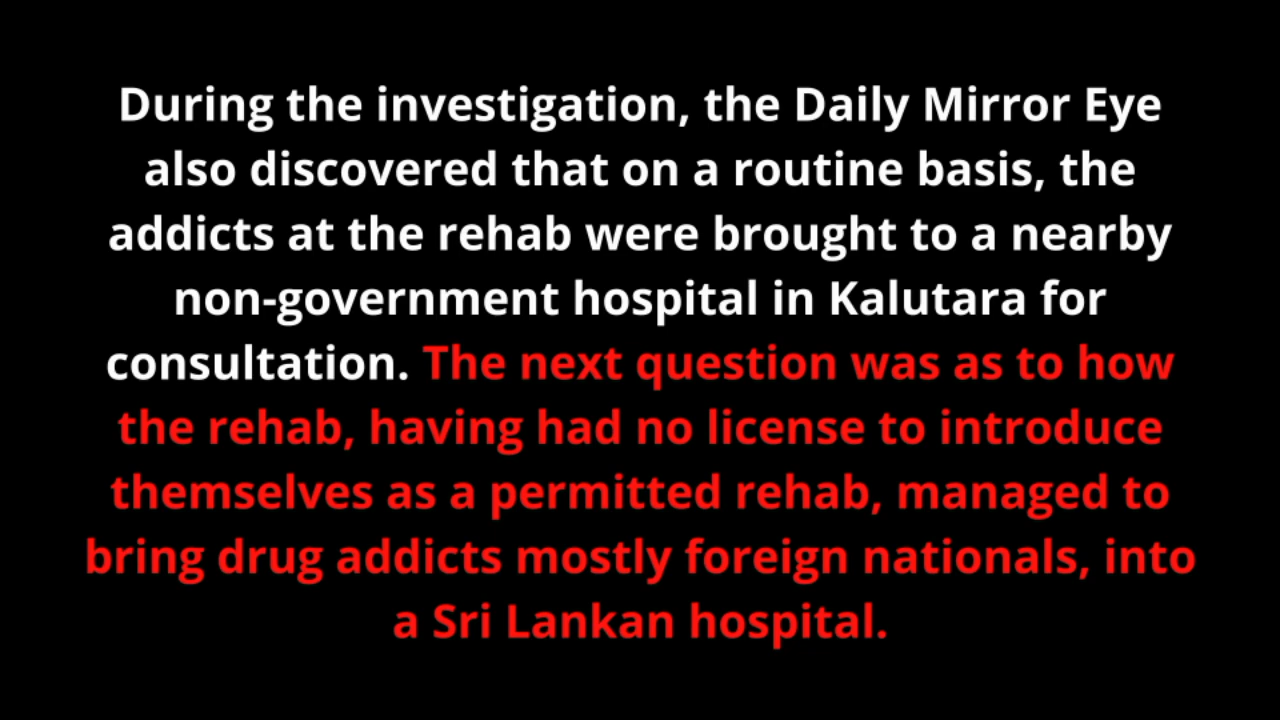 During the investigation, the Daily Mirror Eye
also discovered that on a routine basis, the
addicts at the rehab were brought to a nearby
non-government hospital in Kalutara for
consultation. The next question was as to how
the rehab, having had no license to introduce
themselves as a permitted rehab, managed to
bring drug addicts mostly foreign nationals, into
a Sri Lankan hospital.